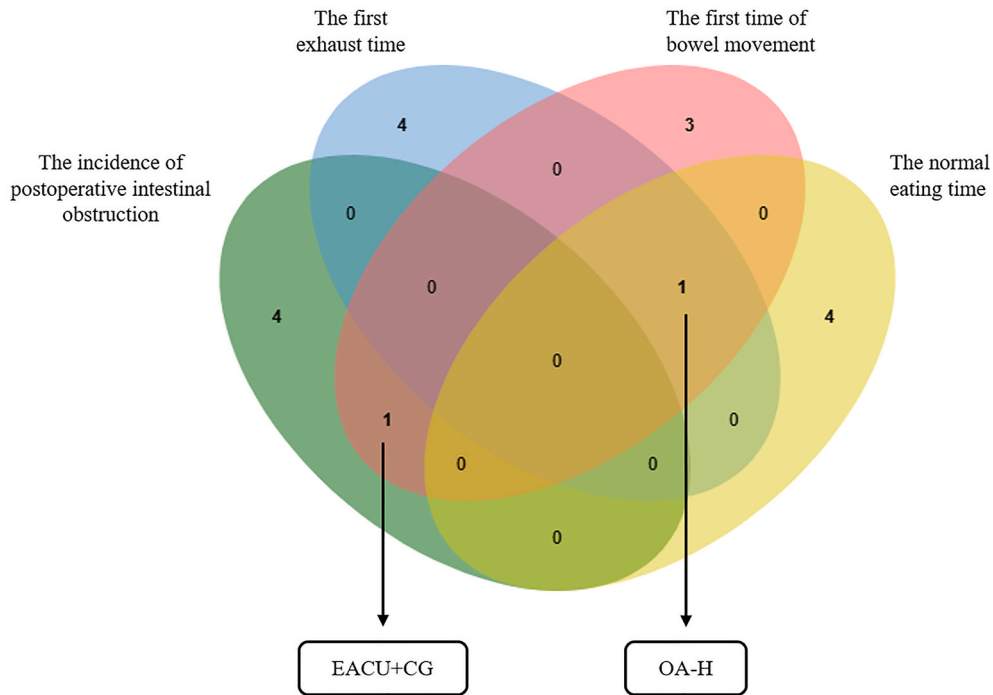 The first
exhaust time
The first time of
bowel movement
The incidence of
postoperative intestinal
obstruction
The normal
eating time
4
3
0
0
0
4
0
1
4
0
1
0
0
0
0
EACU+CG
OA-H